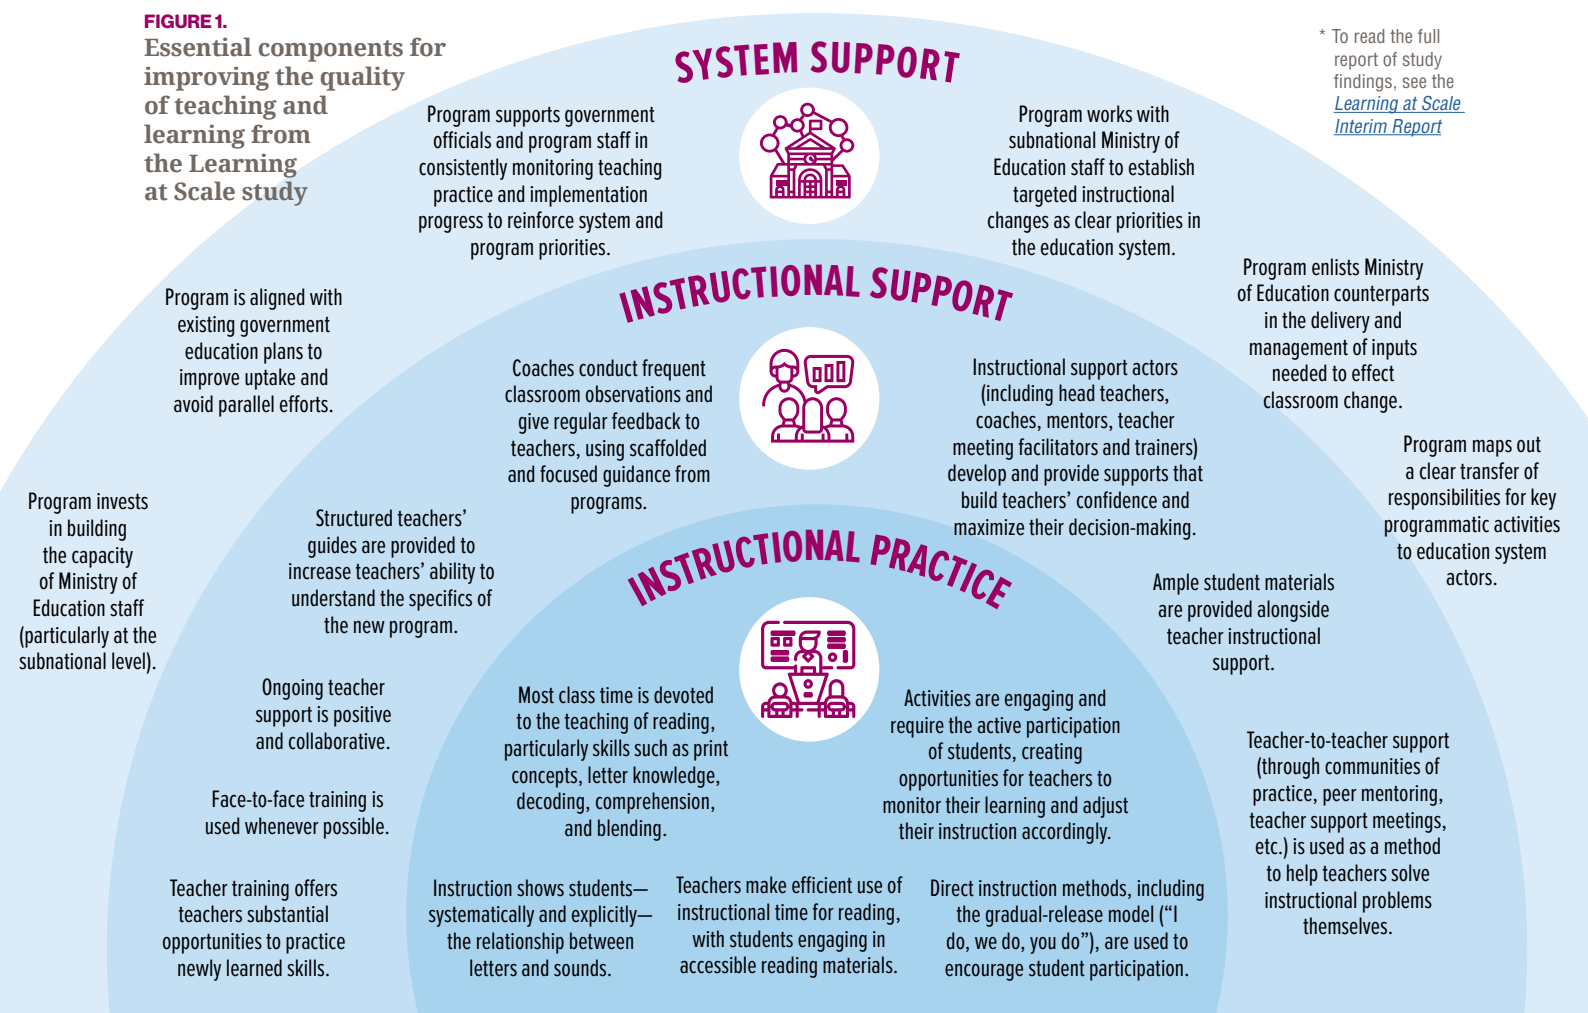 FIGURE 1.
Essential components for
improving the quality
of teaching and
learning from
the Learning
at Scale study
* To read the full
report of study
findings, see the
Learning at Scale
Interim Report
SYSTEM SUPPORT
Program supports government
officials and program staff in
consistently monitoring teaching
practice and implementation
progress to reinforce system and
program priorities.
Program works with
subnational Ministry of
Education staff to establish
targeted instructional
changes as clear priorities in
the education system.
Program is aligned with
existing government
education plans to
improve uptake and
avoid parallel efforts.
Program enlists Ministry
of Education counterparts
in the delivery and
management of inputs
needed to effect
classroom change.
Program invests
in building
the capacity
of Ministry of
Education staff
(particularly at the
subnational level).
Program maps out
a clear transfer of
responsibilities for key
programmatic activities
to education system
actors.
INSTRUCTIONAL SUPPORT
Coaches conduct frequent
classroom observations and
give regular feedback to
teachers, using scaffolded
and focused guidance from
programs.
Instructional support actors
(including head teachers,
coaches, mentors, teacher
meeting facilitators and trainers)
develop and provide supports that
build teachers' confidence and
maximize their decision-making.
Structured teachers'
guides are provided to
increase teachers' ability to
understand the specifics of
the new program.
Ample student materials
are provided alongside
teacher instructional
support.
Ongoing teacher
support is positive
and collaborative.
Face-to-face training is
used whenever possible.
Teacher training offers
teachers substantial
opportunities to practice
newly learned skills.
Teacher-to-teacher support
(through communities of
practice, peer mentoring,
teacher support meetings,
etc.) is used as a method
to help teachers solve
instructional problems
themselves.
INSTRUCTIONAL PRACTICE
Most class time is devoted
to the teaching of reading,
particularly skills such as print
concepts, letter knowledge,
decoding, comprehension,
and blending.
Activities are engaging and
require the active participation
of students, creating
opportunities for teachers to
monitor their learning and adjust
their instruction accordingly.
Instruction shows students—
systematically and explicitly—
the relationship between
letters and sounds.
Teachers make efficient use of
instructional time for reading,
with students engaging in
accessible reading materials.
Direct instruction methods, including
the gradual-release model (“I
do, we do, you do”), are used to
encourage student participation.